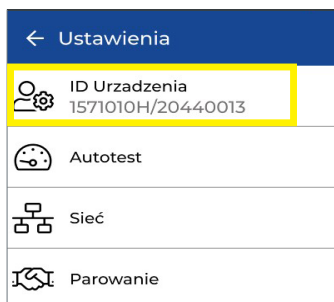 Ustawienia
ID Urzadzenia
1571010H/20440013
Autotest
Sieć
Parowanie